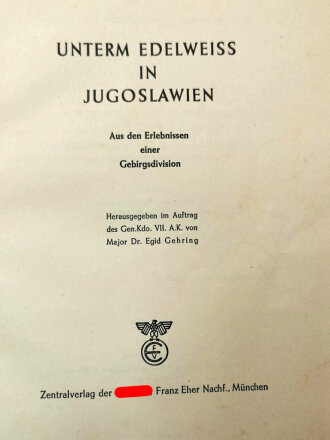 UNTERM EDELWEISS
IN
JUGOSLAWIEN
Aus den Erlebnissen
einer
Gebirgsdivision
Herausgegeben im Auftrag
des Gen.Kdo. VII. A.K. von
Major Dr. Egid Gehring
Zentralverlag der Franz Eher Nachf., München